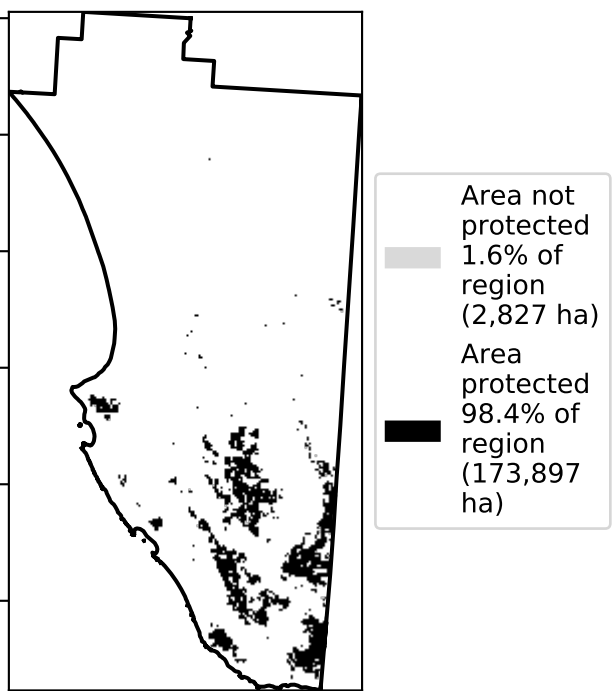 Area not
protected
1.6% of
region
(2,827 ha)
Area
protected
98.4% of
region
(173,897
ha)